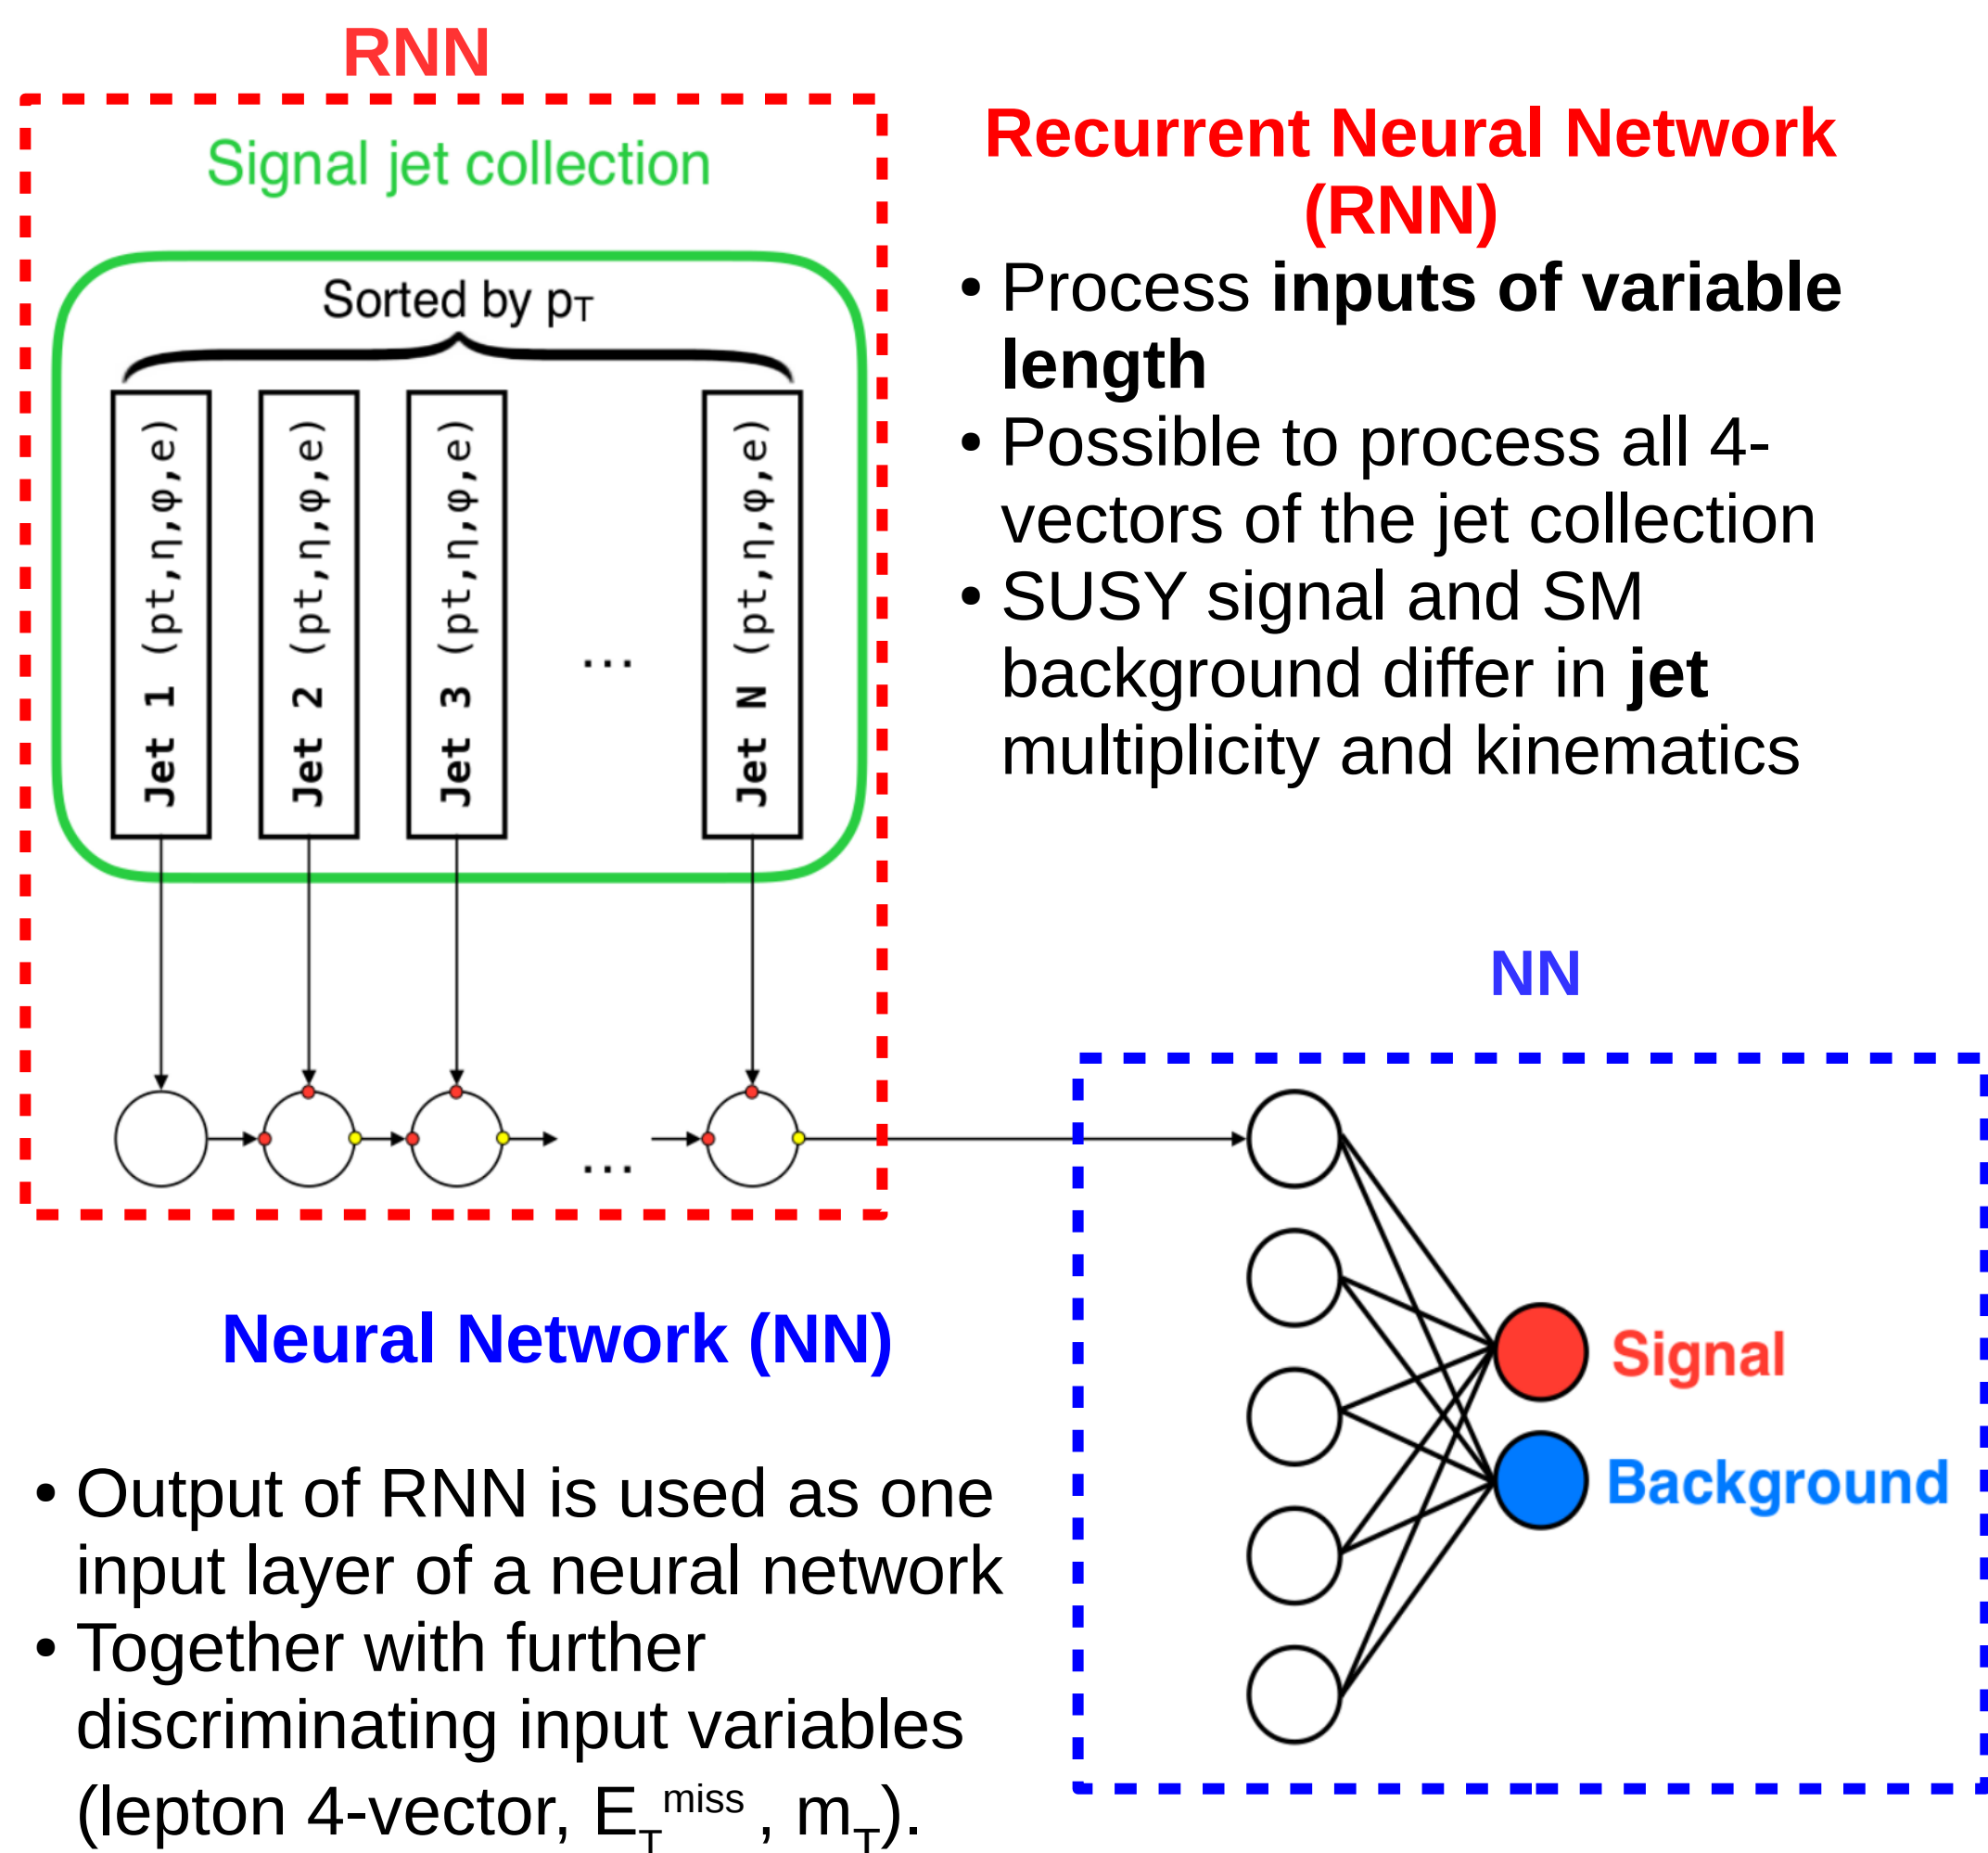 RNN
Signal jet collection
Sorted by pT
Jet 1 (pt,η,φ,e)
Jet 2 (pt,η,φ,e)
Jet 3 (pt,η,φ,e)
...
Jet N (pt,η,φ,e)
...
Recurrent Neural Network
(RNN)
• Process inputs of variable
length
• Possible to process all 4-
vectors of the jet collection
• SUSY signal and SM
background differ in jet
multiplicity and kinematics
NN
Signal
Background
Neural Network (NN)
• Output of RNN is used as one
input layer of a neural network
• Together with further
discriminating input variables
(lepton 4-vector, ETmiss , mT).